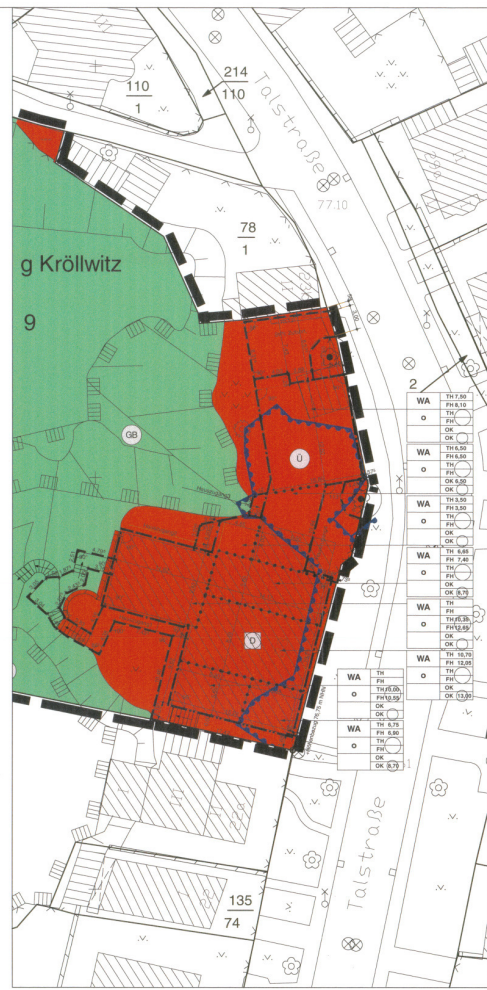 110
1
214
110
Talstraße
77.10
78
1
g Kröllwitz
9
2
GB
Ü
D
WA TH 7,50
FH 8,10
o TH
FH
OK
OK
WA TH 6,50
FH 6,50
o TH
FH
OK 6,50
OK
WA TH 3,50
FH 3,50
o TH
FH
OK
OK
WA TH 6,65
FH 7,40
o TH
FH
OK
OK 8,70
WA TH
FH
o TH 10,35
FH 12,85
OK
OK
WA TH 10,70
FH 12,05
o TH
FH
OK
OK 13,00
WA TH
FH
o TH 10,00
FH 10,55
OK
OK
WA TH 6,75
FH 6,90
o TH
FH
OK
OK 8,70
Talstraße
22a
135
74